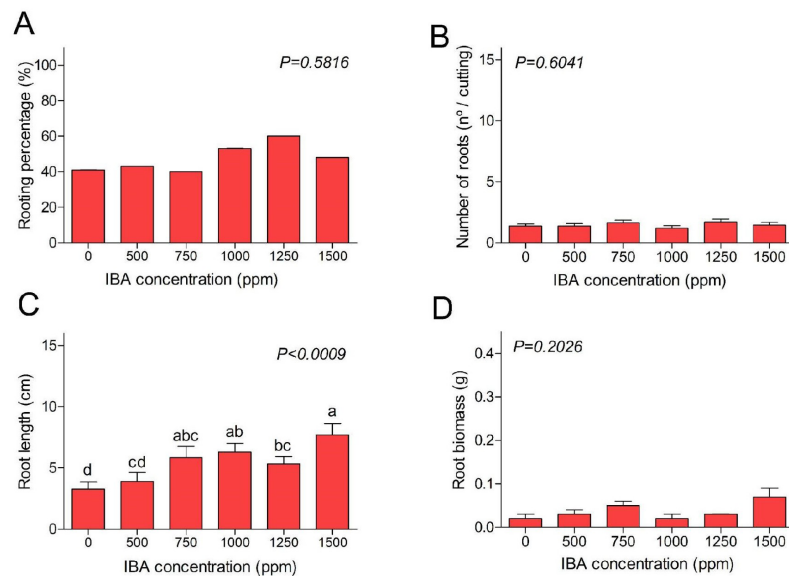 A
Rooting percentage (%)
P=0.5816
100
80
60
40
20
0
0 500 750 1000 1250 1500
IBA concentration (ppm)
B
Number of roots (nº / cutting)
P=0.6041
15
10
5
0
0 500 750 1000 1250 1500
IBA concentration (ppm)
C
Root length (cm)
P<0.0009
15
10
5
0
d cd abc ab bc a
0 500 750 1000 1250 1500
IBA concentration (ppm)
D
Root biomass (g)
P=0.2026
0.4
0.3
0.2
0.1
0.0
0 500 750 1000 1250 1500
IBA concentration (ppm)